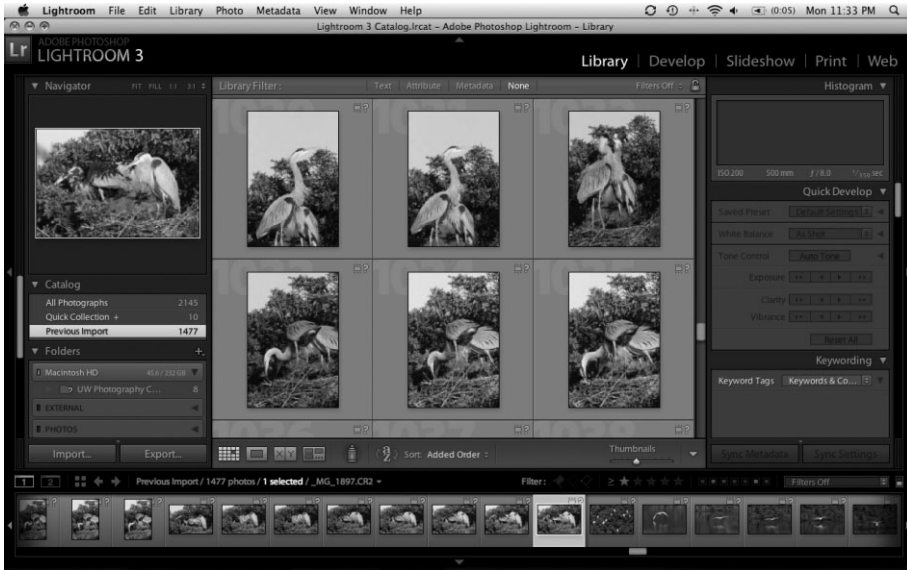 Lightroom File Edit Library Photo Metadata View Window Help (0:05) Mon 11:33 PM
Lightroom 3 Catalog.lrcat – Adobe Photoshop Lightroom – Library
Lr ADOBE PHOTOSHOP
LIGHTROOM 3
Library | Develop | Slideshow | Print | Web
Navigator FIT FILL 1:1 3:1
Library Filter : Text Attribute Metadata None Filters Off
Histogram
ISO 200 500 mm ƒ / 8.0
Quick Develop
Saved Preset Default Settings
White Balance As Shot
Tone Control Auto Tone
Exposure
Clarity
Vibrance
Reset All
Catalog
All Photographs 2145
Quick Collection + 10
Previous Import 1477
Folders
Macintosh HD 45.6 / 232 GB
UW Photography C... 8
EXTERNAL
PHOTOS
Keywording
Keyword Tags Keywords & Co...
Import... Export...
X Y
Sort: Added Order
Thumbnails
Sync Metadata Sync Settings
1 2 Previous Import / 1477 photos / 1 selected / _MG_1897.CR2
Filter : ≥ ★ ★ ★ ★ ★ Filters Off